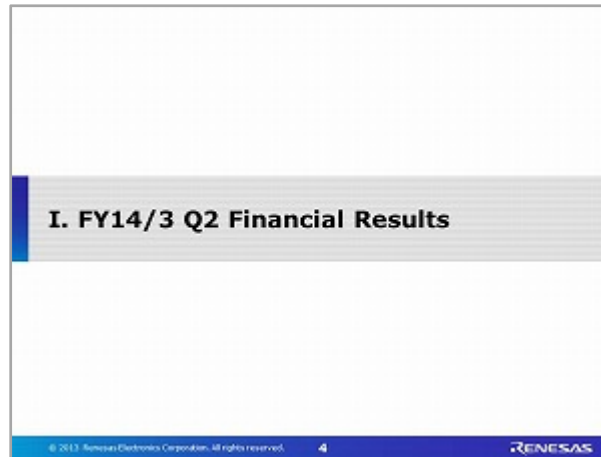 I. FY14/3 Q2 Financial Results
© 2013 Renesas Electronics Corporation. All rights reserved.
4
RENESAS